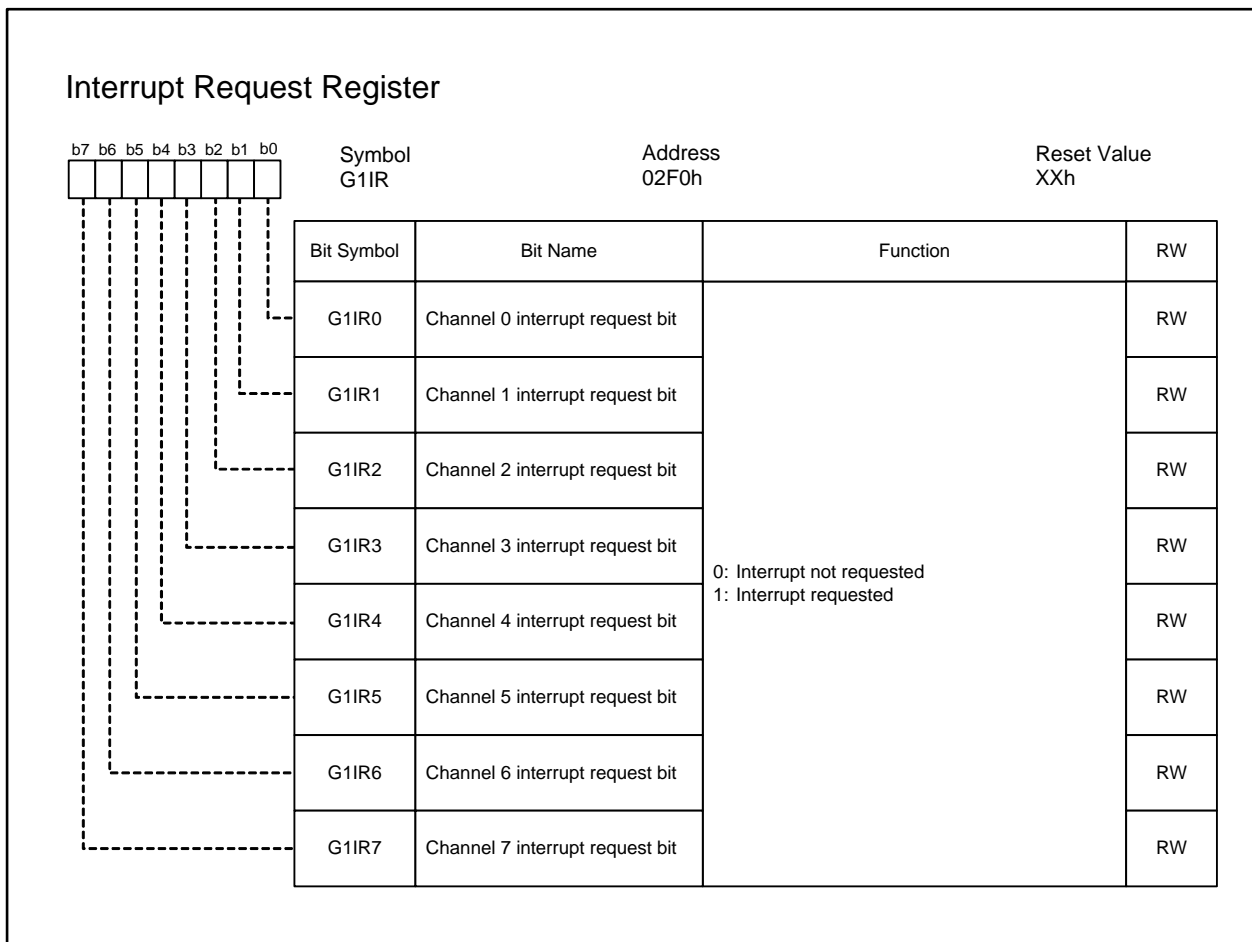 Interrupt Request Register
b7 b6 b5 b4 b3 b2 b1 b0
Symbol Address Reset Value
G1IR 02F0h XXh
Bit Symbol Bit Name Function RW
G1IR0 Channel 0 interrupt request bit RW
G1IR1 Channel 1 interrupt request bit RW
G1IR2 Channel 2 interrupt request bit RW
G1IR3 Channel 3 interrupt request bit RW
0: Interrupt not requested
1: Interrupt requested
G1IR4 Channel 4 interrupt request bit RW
G1IR5 Channel 5 interrupt request bit RW
G1IR6 Channel 6 interrupt request bit RW
G1IR7 Channel 7 interrupt request bit RW